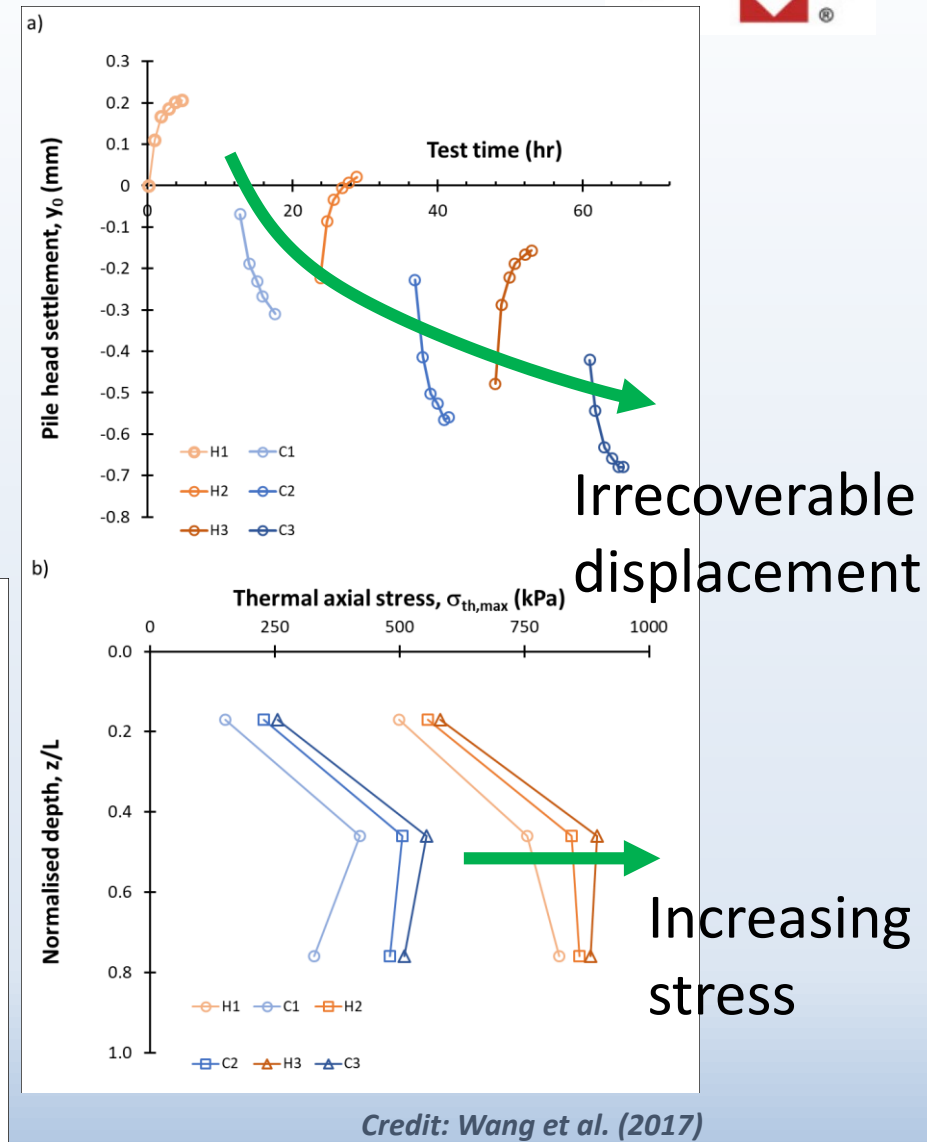 ®
a)
0.3
0.2
0.1
0
-0.1
-0.2
-0.3
-0.4
-0.5
-0.6
-0.7
-0.8
Pile head settlement, y₀ (mm)
Test time (hr)
0 20 40 60
H1 C1
H2 C2
H3 C3
Irrecoverable
displacement
b)
Thermal axial stress, σth,max (kPa)
0 250 500 750 1000
0.0
0.2
0.4
0.6
0.8
1.0
Normalised depth, z/L
H1 C1 H2
C2 H3 C3
Increasing
stress
Credit: Wang et al. (2017)